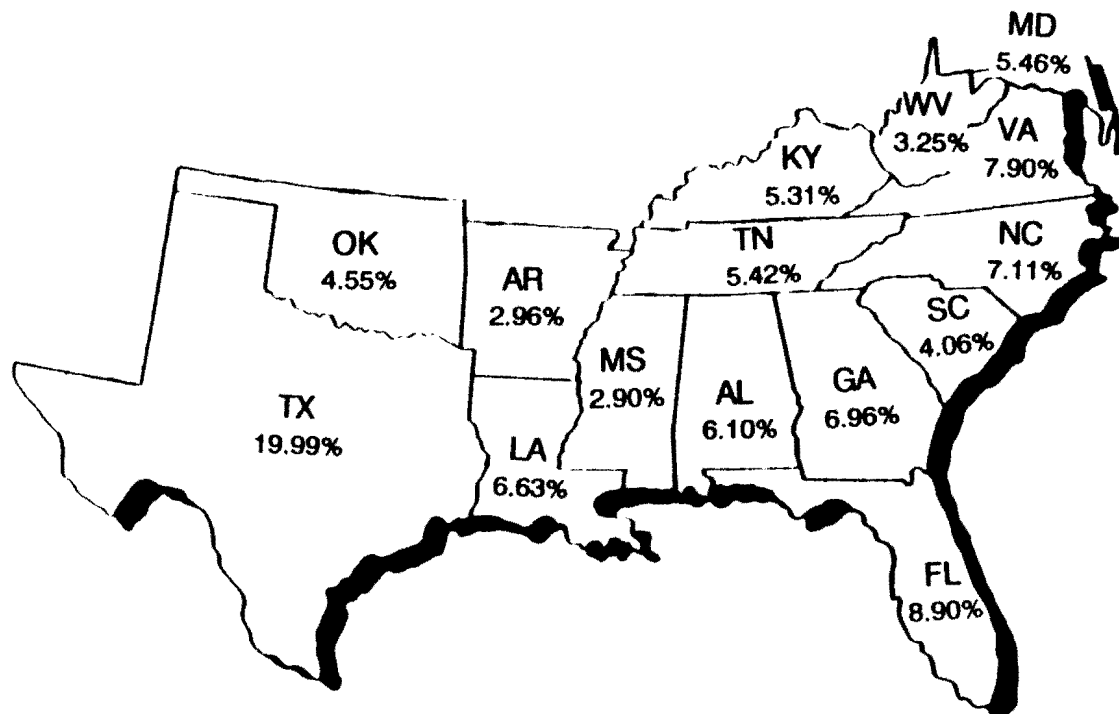 MD
5.46%
WV
3.25%
VA
7.90%
KY
5.31%
OK
4.55%
AR
2.96%
TN
5.42%
NC
7.11%
SC
4.06%
MS
2.90%
AL
6.10%
GA
6.96%
TX
19.99%
LA
6.63%
FL
8.90%